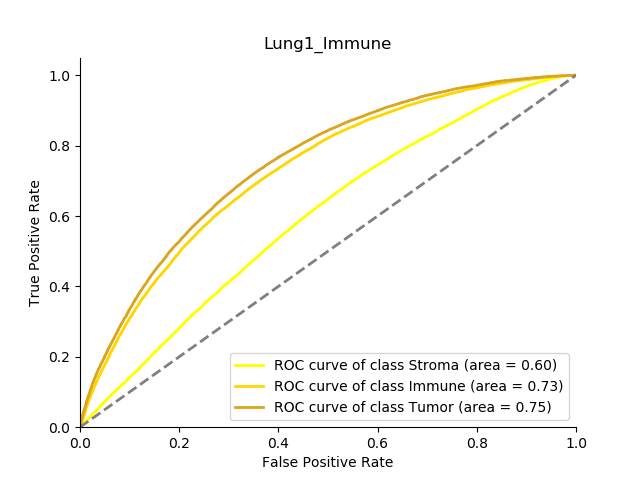 Lung1_Immune
True Positive Rate
1.0
0.8
0.6
0.4
0.2
0.0
ROC curve of class Stroma (area = 0.60)
ROC curve of class Immune (area = 0.73)
ROC curve of class Tumor (area = 0.75)
0.0 0.2 0.4 0.6 0.8 1.0
False Positive Rate